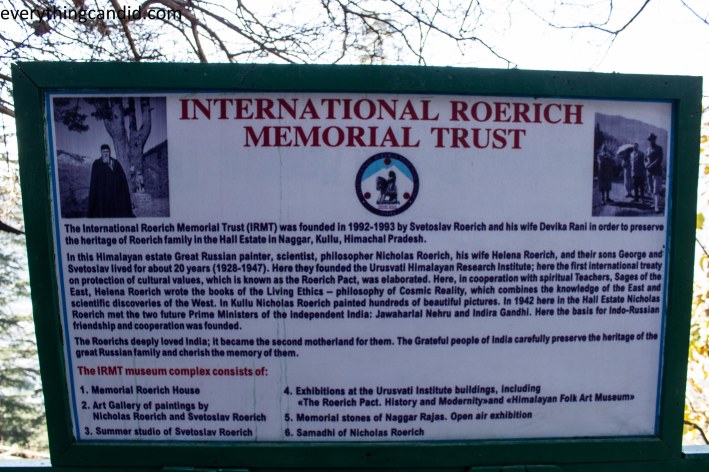 everythingcandid.com
INTERNATIONAL ROERICH
MEMORIAL TRUST
The International Roerich Memorial Trust (IRMT) was founded in 1992-1993 by Svetoslav Roerich and his wife Devika Rani in order to preserve
the heritage of Roerich family in the Hall Estate in Naggar, Kullu, Himachal Pradesh.
In this Himalayan estate Great Russian painter, scientist, philosopher Nicholas Roerich, his wife Helena Roerich, and their sons George and
Svetoslav lived for about 20 years (1928-1947). Here they founded the Urusvati Himalayan Research Institute; here the first international treaty
on protection of cultural values, which is known as the Roerich Pact, was elaborated. Here, in cooperation with spiritual Teachers, Sages of the
East, Helena Roerich wrote the books of the Living Ethics – philosophy of Cosmic Reality, which combines the knowledge of the East and
scientific discoveries of the West. In Kullu Nicholas Roerich painted hundreds of beautiful pictures. In 1942 here in the Hall Estate Nicholas
Roerich met the two future Prime Ministers of the independent India: Jawaharlal Nehru and Indira Gandhi. Here the basis for Indo-Russian
friendship and cooperation was founded.
The Roerichs deeply loved India; it became the second motherland for them. The Grateful people of India carefully preserve the heritage of the
great Russian family and cherish the memory of them.
The IRMT museum complex consists of:
1. Memorial Roerich House
2. Art Gallery of paintings by
Nicholas Roerich and Svetoslav Roerich
3. Summer studio of Svetoslav Roerich
4. Exhibitions at the Urusvati Institute buildings, including
«The Roerich Pact. History and Modernity»and «Himalayan Folk Art Museum»
5. Memorial stones of Naggar Rajas. Open air exhibition
6. Samadhi of Nicholas Roerich